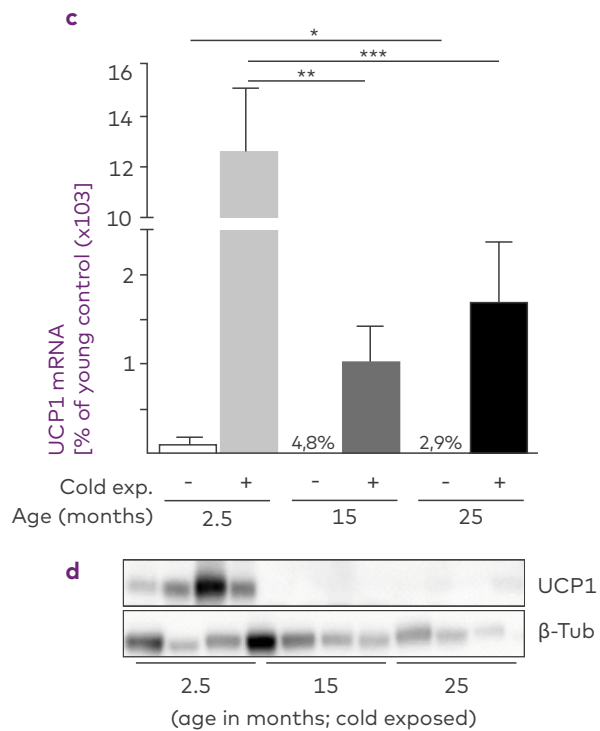 c
*
***
**
16
14
12
10
2
1
UCP1 mRNA
[% of young control (x103]
4,8%
2,9%
Cold exp. - + - + - +
Age (months) 2.5 15 25
d
UCP1
β-Tub
2.5 15 25
(age in months; cold exposed)